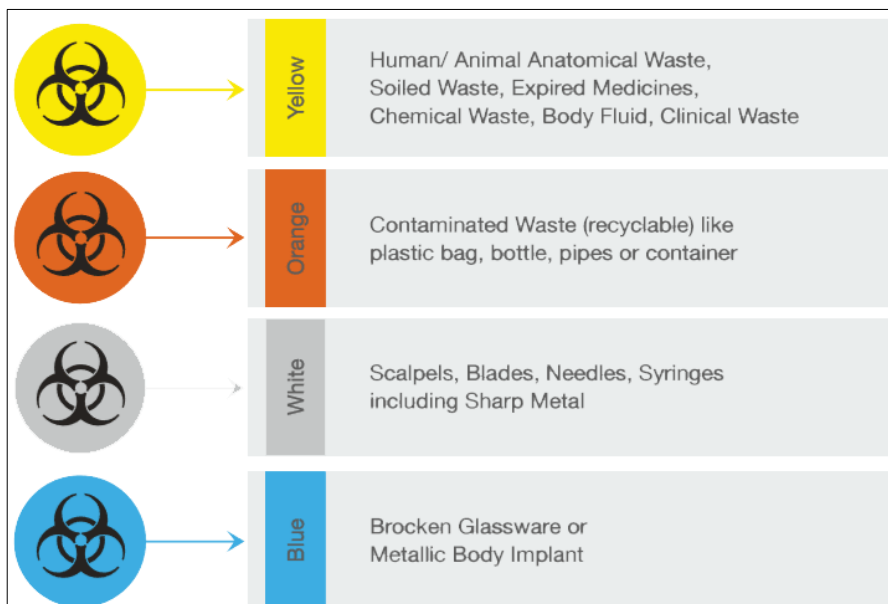 Yellow
Human/ Animal Anatomical Waste,
Soiled Waste, Expired Medicines,
Chemical Waste, Body Fluid, Clinical Waste
Orange
Contaminated Waste (recyclable) like
plastic bag, bottle, pipes or container
White
Scalpels, Blades, Needles, Syringes
including Sharp Metal
Blue
Brocken Glassware or
Metallic Body Implant